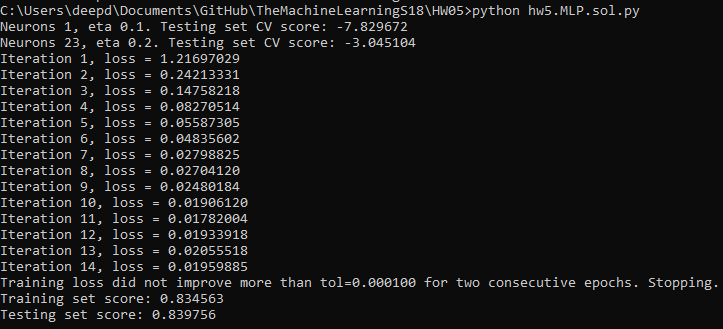 C:\Users\deepd\Documents\GitHub\TheMachineLearningS18\HW05>python hw5.MLP.sol.py
Neurons 1, eta 0.1. Testing set CV score: -7.829672
Neurons 23, eta 0.2. Testing set CV score: -3.045104
Iteration 1, loss = 1.21697029
Iteration 2, loss = 0.24213331
Iteration 3, loss = 0.14758218
Iteration 4, loss = 0.08270514
Iteration 5, loss = 0.05587305
Iteration 6, loss = 0.04835602
Iteration 7, loss = 0.02798825
Iteration 8, loss = 0.02704120
Iteration 9, loss = 0.02480184
Iteration 10, loss = 0.01906120
Iteration 11, loss = 0.01782004
Iteration 12, loss = 0.01933918
Iteration 13, loss = 0.02055518
Iteration 14, loss = 0.01959885
Training loss did not improve more than tol=0.000100 for two consecutive epochs. Stopping.
Training set score: 0.834563
Testing set score: 0.839756